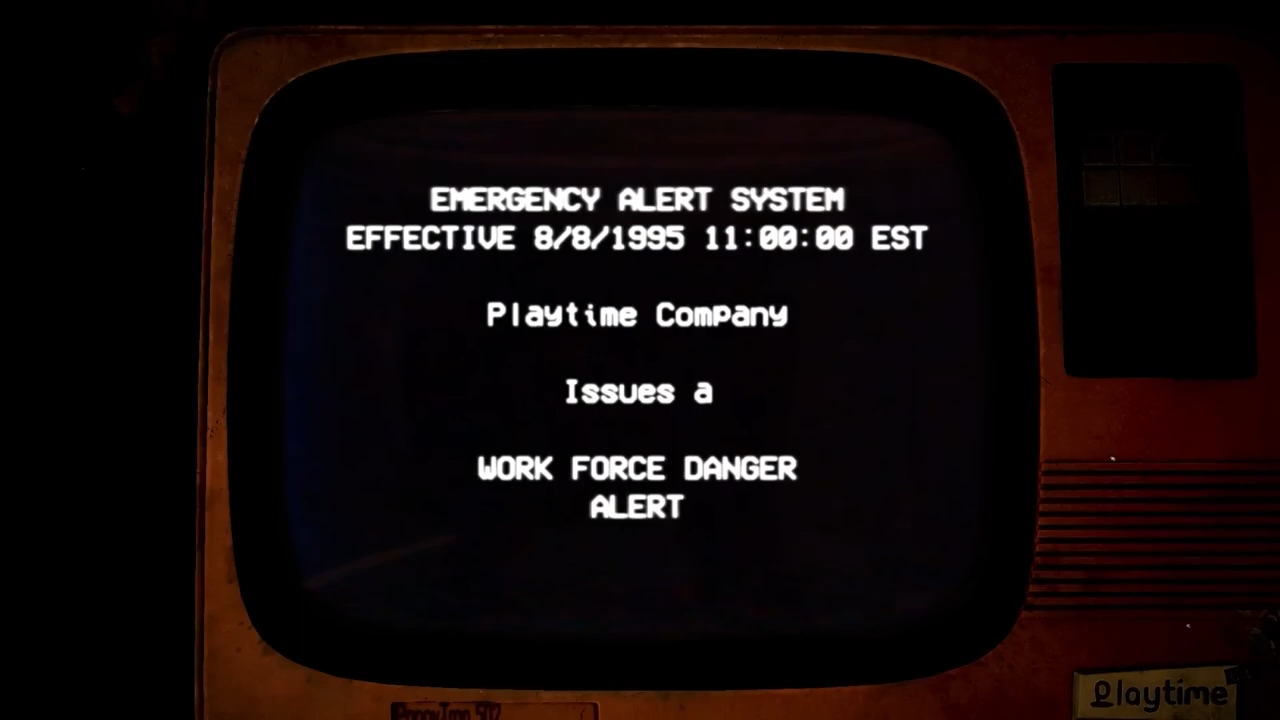 EMERGENCY ALERT SYSTEM
EFFECTIVE 8/8/1995 11:00:00 EST
Playtime Company
Issues a
WORK FORCE DANGER
ALERT
Playtime